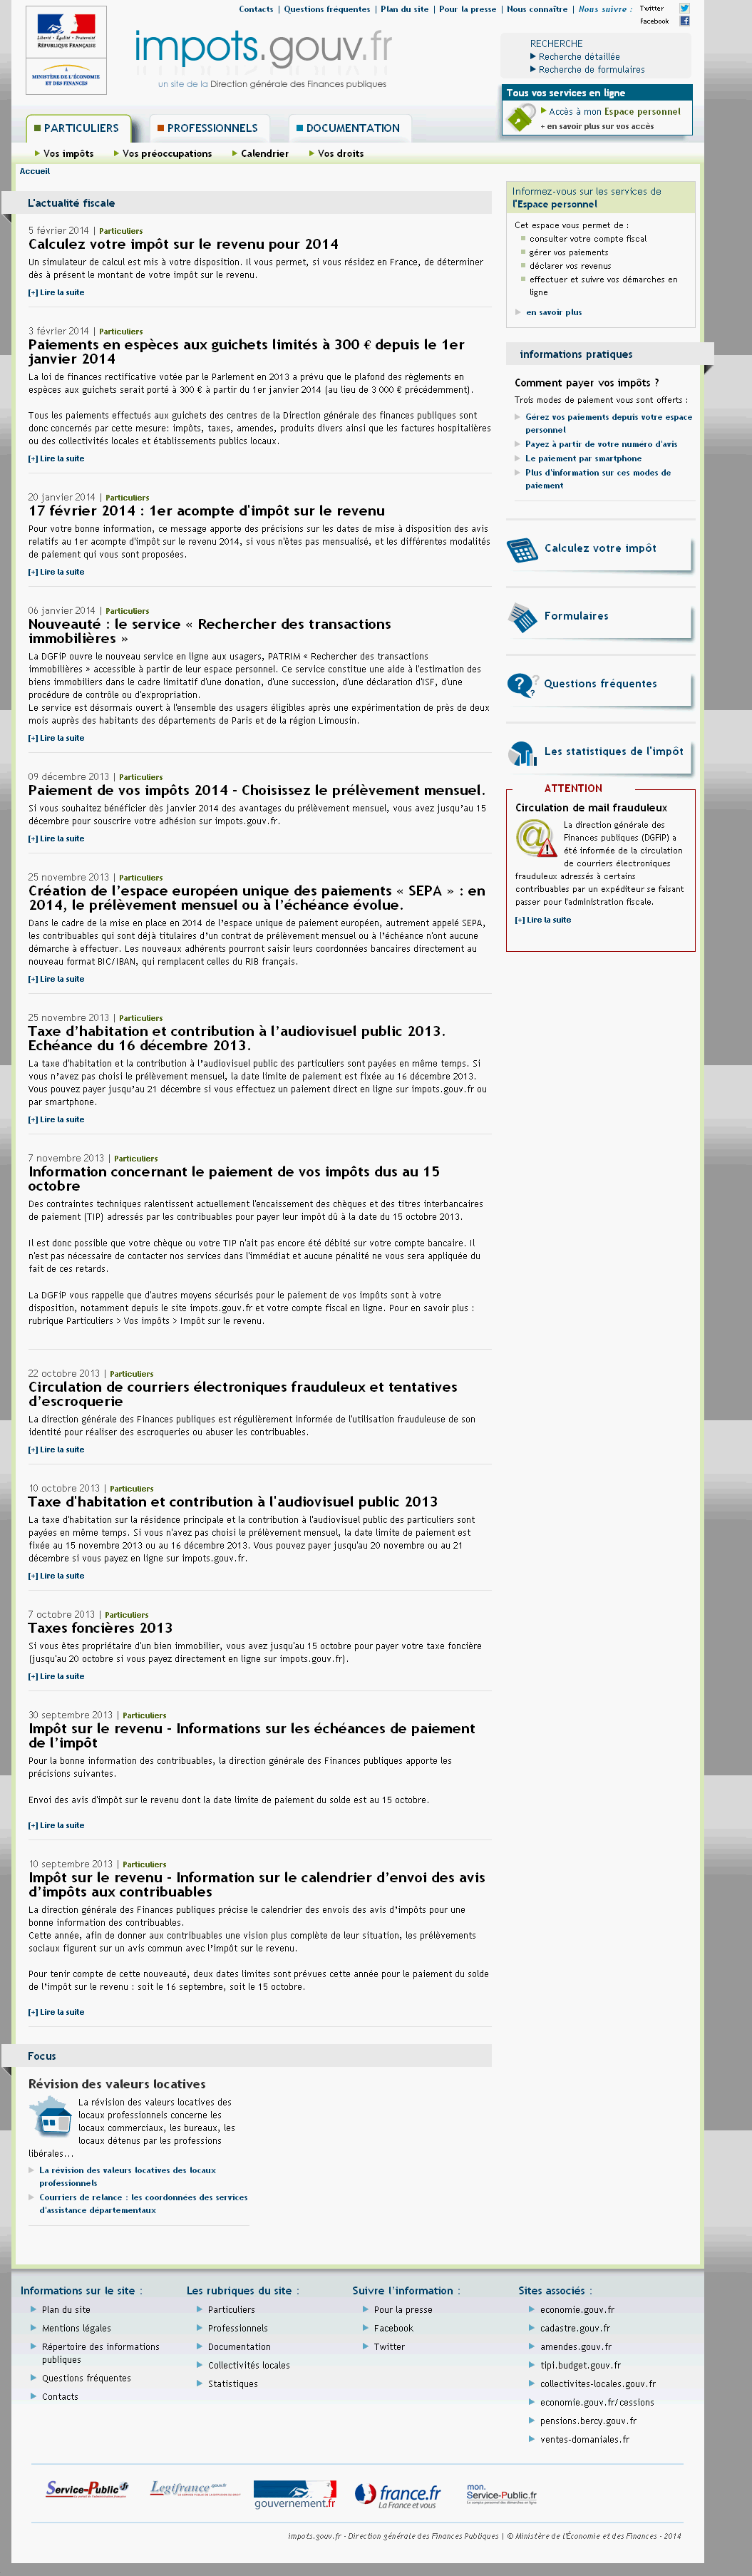 Contacts | Questions fréquentes | Plan du site | Pour la presse | Nous connaître | Nous suivre : Twitter
Facebook
Liberté • Égalité • Fraternité
RÉPUBLIQUE FRANÇAISE
MINISTÈRE DE L'ÉCONOMIE
ET DES FINANCES
impots.gouv.fr
un site de la Direction générale des Finances publiques
RECHERCHE
Recherche détaillée
Recherche de formulaires
Tous vos services en ligne
Accès à mon Espace personnel
+ en savoir plus sur vos accès
PARTICULIERS
PROFESSIONNELS
DOCUMENTATION
Vos impôts
Vos préoccupations
Calendrier
Vos droits
Accueil
L'actualité fiscale
5 février 2014 | Particuliers
Calculez votre impôt sur le revenu pour 2014
Un simulateur de calcul est mis à votre disposition. Il vous permet, si vous résidez en France, de déterminer
dès à présent le montant de votre impôt sur le revenu.
[+] Lire la suite
3 février 2014 | Particuliers
Paiements en espèces aux guichets limités à 300 € depuis le 1er
janvier 2014
La loi de finances rectificative votée par le Parlement en 2013 a prévu que le plafond des règlements en
espèces aux guichets serait porté à 300 € à partir du 1er janvier 2014 (au lieu de 3 000 € précédemment).
Tous les paiements effectués aux guichets des centres de la Direction générale des finances publiques sont
donc concernés par cette mesure: impôts, taxes, amendes, produits divers ainsi que les factures hospitalières
ou des collectivités locales et établissements publics locaux.
[+] Lire la suite
20 janvier 2014 | Particuliers
17 février 2014 : 1er acompte d'impôt sur le revenu
Pour votre bonne information, ce message apporte des précisions sur les dates de mise à disposition des avis
relatifs au 1er acompte d'impôt sur le revenu 2014, si vous n'êtes pas mensualisé, et les différentes modalités
de paiement qui vous sont proposées.
[+] Lire la suite
06 janvier 2014 | Particuliers
Nouveauté : le service « Rechercher des transactions
immobilières »
La DGFiP ouvre le nouveau service en ligne aux usagers, PATRIM « Rechercher des transactions
immobilières » accessible à partir de leur espace personnel. Ce service constitue une aide à l'estimation des
biens immobiliers dans le cadre limitatif d'une donation, d'une succession, d'une déclaration d'ISF, d'une
procédure de contrôle ou d'expropriation.
Le service est désormais ouvert à l'ensemble des usagers éligibles après une expérimentation de près de deux
mois auprès des habitants des départements de Paris et de la région Limousin.
[+] Lire la suite
09 décembre 2013 | Particuliers
Paiement de vos impôts 2014 - Choisissez le prélèvement mensuel.
Si vous souhaitez bénéficier dès janvier 2014 des avantages du prélèvement mensuel, vous avez jusqu'au 15
décembre pour souscrire votre adhésion sur impots.gouv.fr.
[+] Lire la suite
25 novembre 2013 | Particuliers
Création de l'espace européen unique des paiements « SEPA » : en
2014, le prélèvement mensuel ou à l'échéance évolue.
Dans le cadre de la mise en place en 2014 de l'espace unique de paiement européen, autrement appelé SEPA,
les contribuables qui sont déjà titulaires d'un contrat de prélèvement mensuel ou à l'échéance n'ont aucune
démarche à effectuer. Les nouveaux adhérents pourront saisir leurs coordonnées bancaires directement au
nouveau format BIC/IBAN, qui remplacent celles du RIB français.
[+] Lire la suite
25 novembre 2013 | Particuliers
Taxe d'habitation et contribution à l'audiovisuel public 2013.
Echéance du 16 décembre 2013.
La taxe d'habitation et la contribution à l'audiovisuel public des particuliers sont payées en même temps. Si
vous n'avez pas choisi le prélèvement mensuel, la date limite de paiement est fixée au 16 décembre 2013.
Vous pouvez payer jusqu'au 21 décembre si vous effectuez un paiement direct en ligne sur impots.gouv.fr ou
par smartphone.
[+] Lire la suite
7 novembre 2013 | Particuliers
Information concernant le paiement de vos impôts dus au 15
octobre
Des contraintes techniques ralentissent actuellement l'encaissement des chèques et des titres interbancaires
de paiement (TIP) adressés par les contribuables pour payer leur impôt dû à la date du 15 octobre 2013.
Il est donc possible que votre chèque ou votre TIP n'ait pas encore été débité sur votre compte bancaire. Il
n'est pas nécessaire de contacter nos services dans l'immédiat et aucune pénalité ne vous sera appliquée du
fait de ces retards.
La DGFiP vous rappelle que d'autres moyens sécurisés pour le paiement de vos impôts sont à votre
disposition, notamment depuis le site impots.gouv.fr et votre compte fiscal en ligne. Pour en savoir plus :
rubrique Particuliers > Vos impôts > Impôt sur le revenu.
22 octobre 2013 | Particuliers
Circulation de courriers électroniques frauduleux et tentatives
d'escroquerie
La direction générale des Finances publiques est régulièrement informée de l'utilisation frauduleuse de son
identité pour réaliser des escroqueries ou abuser les contribuables.
[+] Lire la suite
10 octobre 2013 | Particuliers
Taxe d'habitation et contribution à l'audiovisuel public 2013
La taxe d'habitation sur la résidence principale et la contribution à l'audiovisuel public des particuliers sont
payées en même temps. Si vous n'avez pas choisi le prélèvement mensuel, la date limite de paiement est
fixée au 15 novembre 2013 ou au 16 décembre 2013. Vous pouvez payer jusqu'au 20 novembre ou au 21
décembre si vous payez en ligne sur impots.gouv.fr.
[+] Lire la suite
7 octobre 2013 | Particuliers
Taxes foncières 2013
Si vous êtes propriétaire d'un bien immobilier, vous avez jusqu'au 15 octobre pour payer votre taxe foncière
(jusqu'au 20 octobre si vous payez directement en ligne sur impots.gouv.fr).
[+] Lire la suite
30 septembre 2013 | Particuliers
Impôt sur le revenu - Informations sur les échéances de paiement
de l'impôt
Pour la bonne information des contribuables, la direction générale des Finances publiques apporte les
précisions suivantes.
Envoi des avis d'impôt sur le revenu dont la date limite de paiement du solde est au 15 octobre.
[+] Lire la suite
10 septembre 2013 | Particuliers
Impôt sur le revenu - Information sur le calendrier d'envoi des avis
d'impôts aux contribuables
La direction générale des Finances publiques précise le calendrier des envois des avis d'impôts pour une
bonne information des contribuables.
Cette année, afin de donner aux contribuables une vision plus complète de leur situation, les prélèvements
sociaux figurent sur un avis commun avec l'impôt sur le revenu.
Pour tenir compte de cette nouveauté, deux dates limites sont prévues cette année pour le paiement du solde
de l'impôt sur le revenu : soit le 16 septembre, soit le 15 octobre.
[+] Lire la suite
Focus
Révision des valeurs locatives
La révision des valeurs locatives des
locaux professionnels concerne les
locaux commerciaux, les bureaux, les
locaux détenus par les professions
libérales...
La révision des valeurs locatives des locaux
professionnels
Courriers de relance : les coordonnées des services
d'assistance départementaux
Informez-vous sur les services de
l'Espace personnel
Cet espace vous permet de :
consulter votre compte fiscal
gérer vos paiements
déclarer vos revenus
effectuer et suivre vos démarches en
ligne
en savoir plus
informations pratiques
Comment payer vos impôts ?
Trois modes de paiement vous sont offerts :
Gérez vos paiements depuis votre espace
personnel
Payez à partir de votre numéro d'avis
Le paiement par smartphone
Plus d'information sur ces modes de
paiement
Calculez votre impôt
Formulaires
Questions fréquentes
Les statistiques de l'impôt
ATTENTION
Circulation de mail frauduleux
La direction générale des
Finances publiques (DGFiP) a
été informée de la circulation
de courriers électroniques
frauduleux adressés à certains
contribuables par un expéditeur se faisant
passer pour l'administration fiscale.
[+] Lire la suite
Informations sur le site :
Plan du site
Mentions légales
Répertoire des informations
publiques
Questions fréquentes
Contacts
Les rubriques du site :
Particuliers
Professionnels
Documentation
Collectivités locales
Statistiques
Suivre l'information :
Pour la presse
Facebook
Twitter
Sites associés :
economie.gouv.fr
cadastre.gouv.fr
amendes.gouv.fr
tipi.budget.gouv.fr
collectivites-locales.gouv.fr
economie.gouv.fr/cessions
pensions.bercy.gouv.fr
ventes-domaniales.fr
Service-Public.fr
Legifrance.gouv.fr
gouvernement.fr
france.fr
La France et vous
mon.
Service-Public.fr
impots.gouv.fr - Direction générale des Finances Publiques | © Ministère de l'Économie et des Finances - 2014